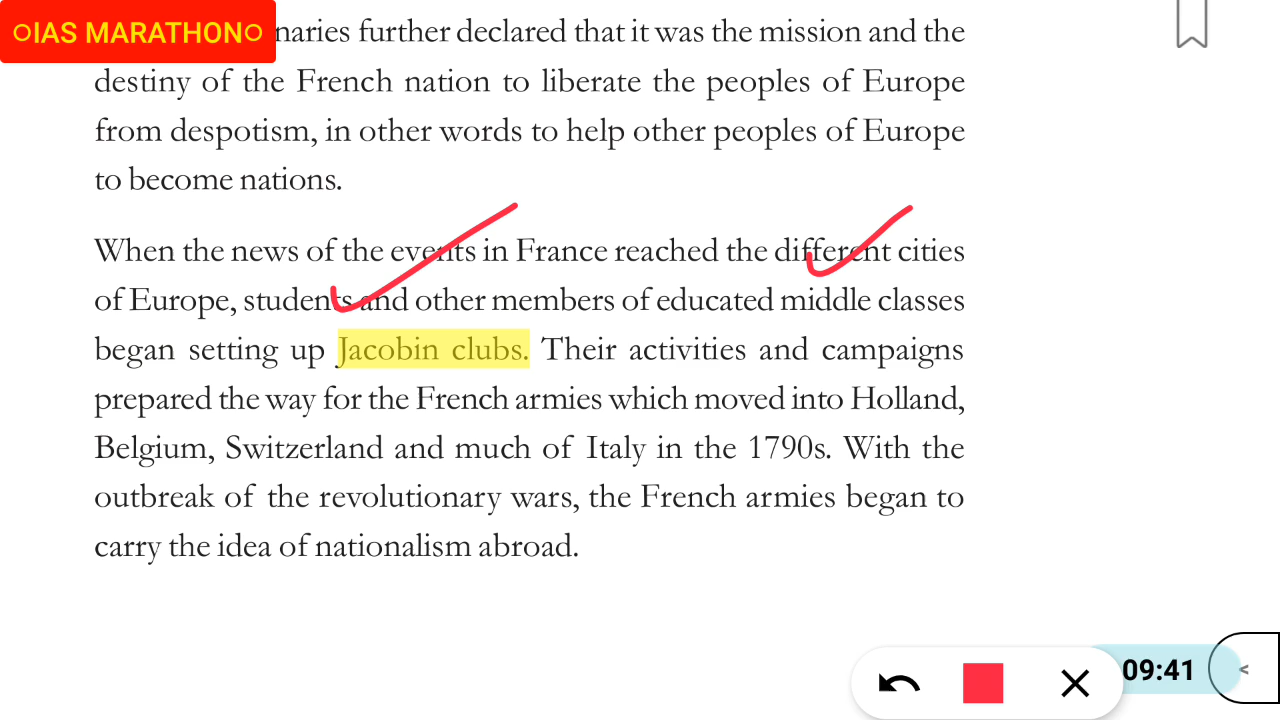 ○IAS MARATHON○
naries further declared that it was the mission and the
destiny of the French nation to liberate the peoples of Europe
from despotism, in other words to help other peoples of Europe
to become nations.
When the news of the events in France reached the different cities
of Europe, students and other members of educated middle classes
began setting up Jacobin clubs. Their activities and campaigns
prepared the way for the French armies which moved into Holland,
Belgium, Switzerland and much of Italy in the 1790s. With the
outbreak of the revolutionary wars, the French armies began to
carry the idea of nationalism abroad.
09:41
<